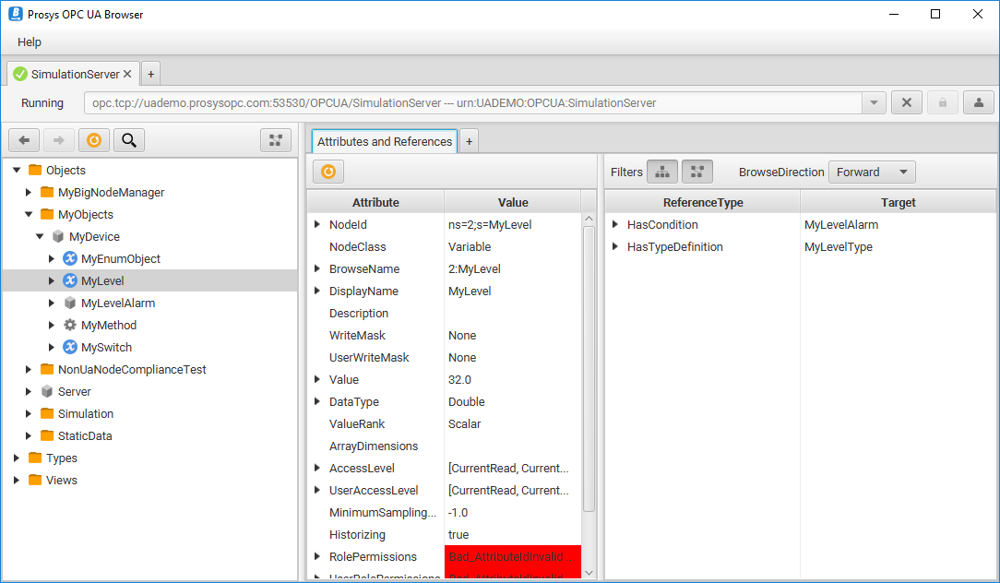 Prosys OPC UA Browser
Help
SimulationServer
+
Running
opc.tcp://uademo.prosysopc.com:53530/OPCUA/SimulationServer --- urn:UADEMO:OPCUA:SimulationServer
Objects
MyBigNodeManager
MyObjects
MyDevice
MyEnumObject
MyLevel
MyLevelAlarm
MyMethod
MySwitch
NonUaNodeComplianceTest
Server
Simulation
StaticData
Types
Views
Attributes and References
+
Attribute Value
NodeId ns=2;s=MyLevel
NodeClass Variable
BrowseName 2:MyLevel
DisplayName MyLevel
Description
WriteMask None
UserWriteMask None
Value 32.0
DataType Double
ValueRank Scalar
ArrayDimensions
AccessLevel [CurrentRead, Current...
UserAccessLevel [CurrentRead, Current...
MinimumSampling... -1.0
Historizing true
RolePermissions Bad_AttributeIdInvalid...
UserRolePermissions Bad_AttributeIdInvalid...
Filters BrowseDirection Forward
ReferenceType Target
HasCondition MyLevelAlarm
HasTypeDefinition MyLevelType